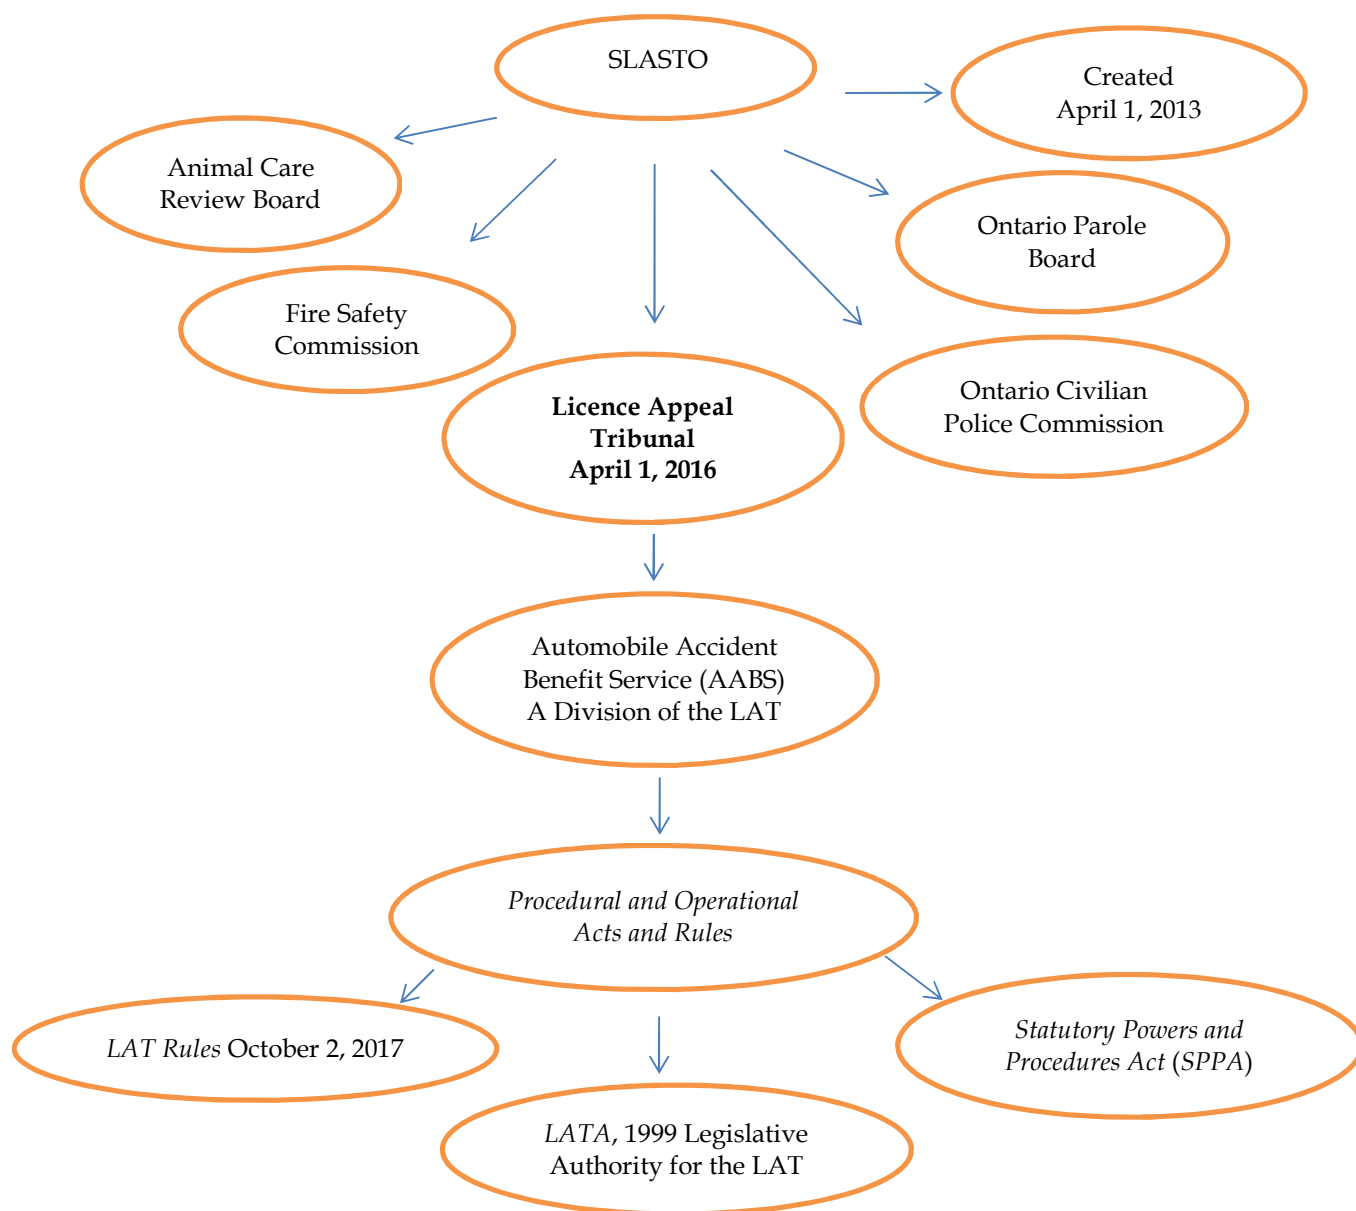 SLASTO
Created
April 1, 2013
Animal Care
Review Board
Ontario Parole
Board
Fire Safety
Commission
Licence Appeal
Tribunal
April 1, 2016
Ontario Civilian
Police Commission
Automobile Accident
Benefit Service (AABS)
A Division of the LAT
Procedural and Operational
Acts and Rules
LAT Rules October 2, 2017
Statutory Powers and
Procedures Act (SPPA)
LATA, 1999 Legislative
Authority for the LAT